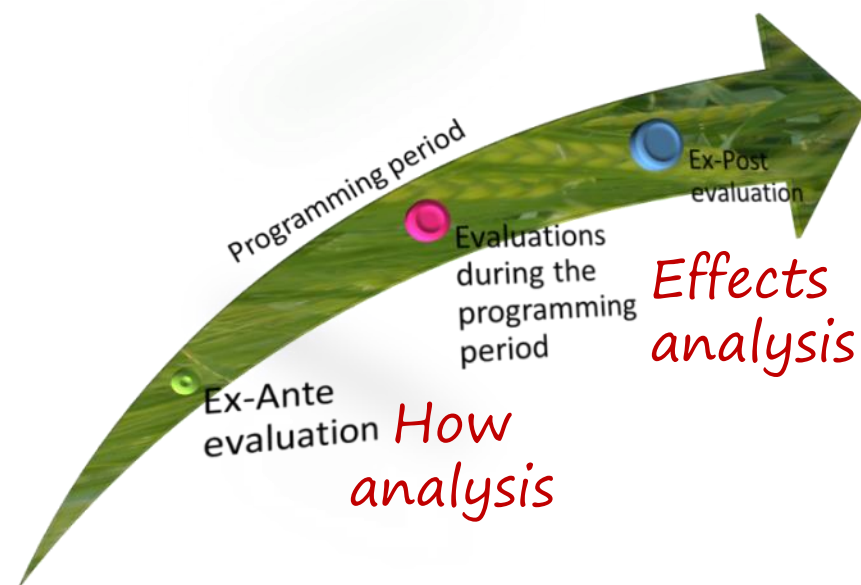 Programming period
Ex-Post
evaluation
Evaluations
during the
programming
period
Effects
analysis
Ex-Ante
evaluation
How
analysis